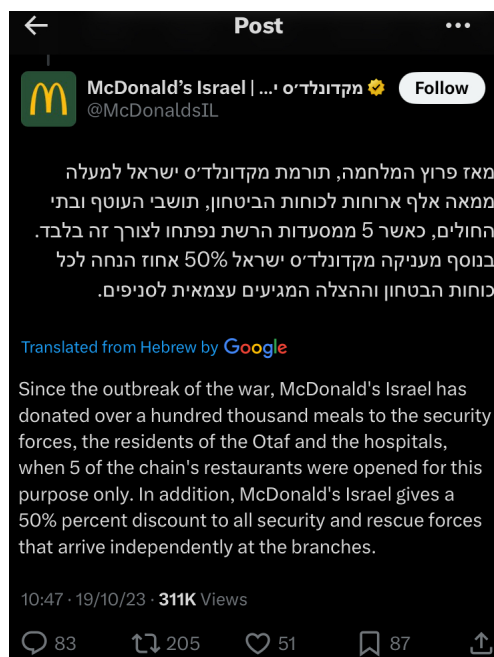 Post
McDonald's Israel | ...מקדונלד׳ס י
Follow
@McDonaldsIL
מאז פרוץ המלחמה, תורמת מקדונלד׳ס ישראל למעלה
ממאה אלף ארוחות לכוחות הביטחון, תושבי העוטף ובתי
החולים, כאשר 5 ממסעדות הרשת נפתחו לצורך זה בלבד.
בנוסף מעניקה מקדונלד׳ס ישראל 50% אחוז הנחה לכל
כוחות הבטחון וההצלה המגיעים עצמאית לסניפים.
Translated from Hebrew by Google
Since the outbreak of the war, McDonald's Israel has
donated over a hundred thousand meals to the security
forces, the residents of the Otaf and the hospitals,
when 5 of the chain's restaurants were opened for this
purpose only. In addition, McDonald's Israel gives a
50% percent discount to all security and rescue forces
that arrive independently at the branches.
10:47 · 19/10/23 · 311K Views
83 205 51 87